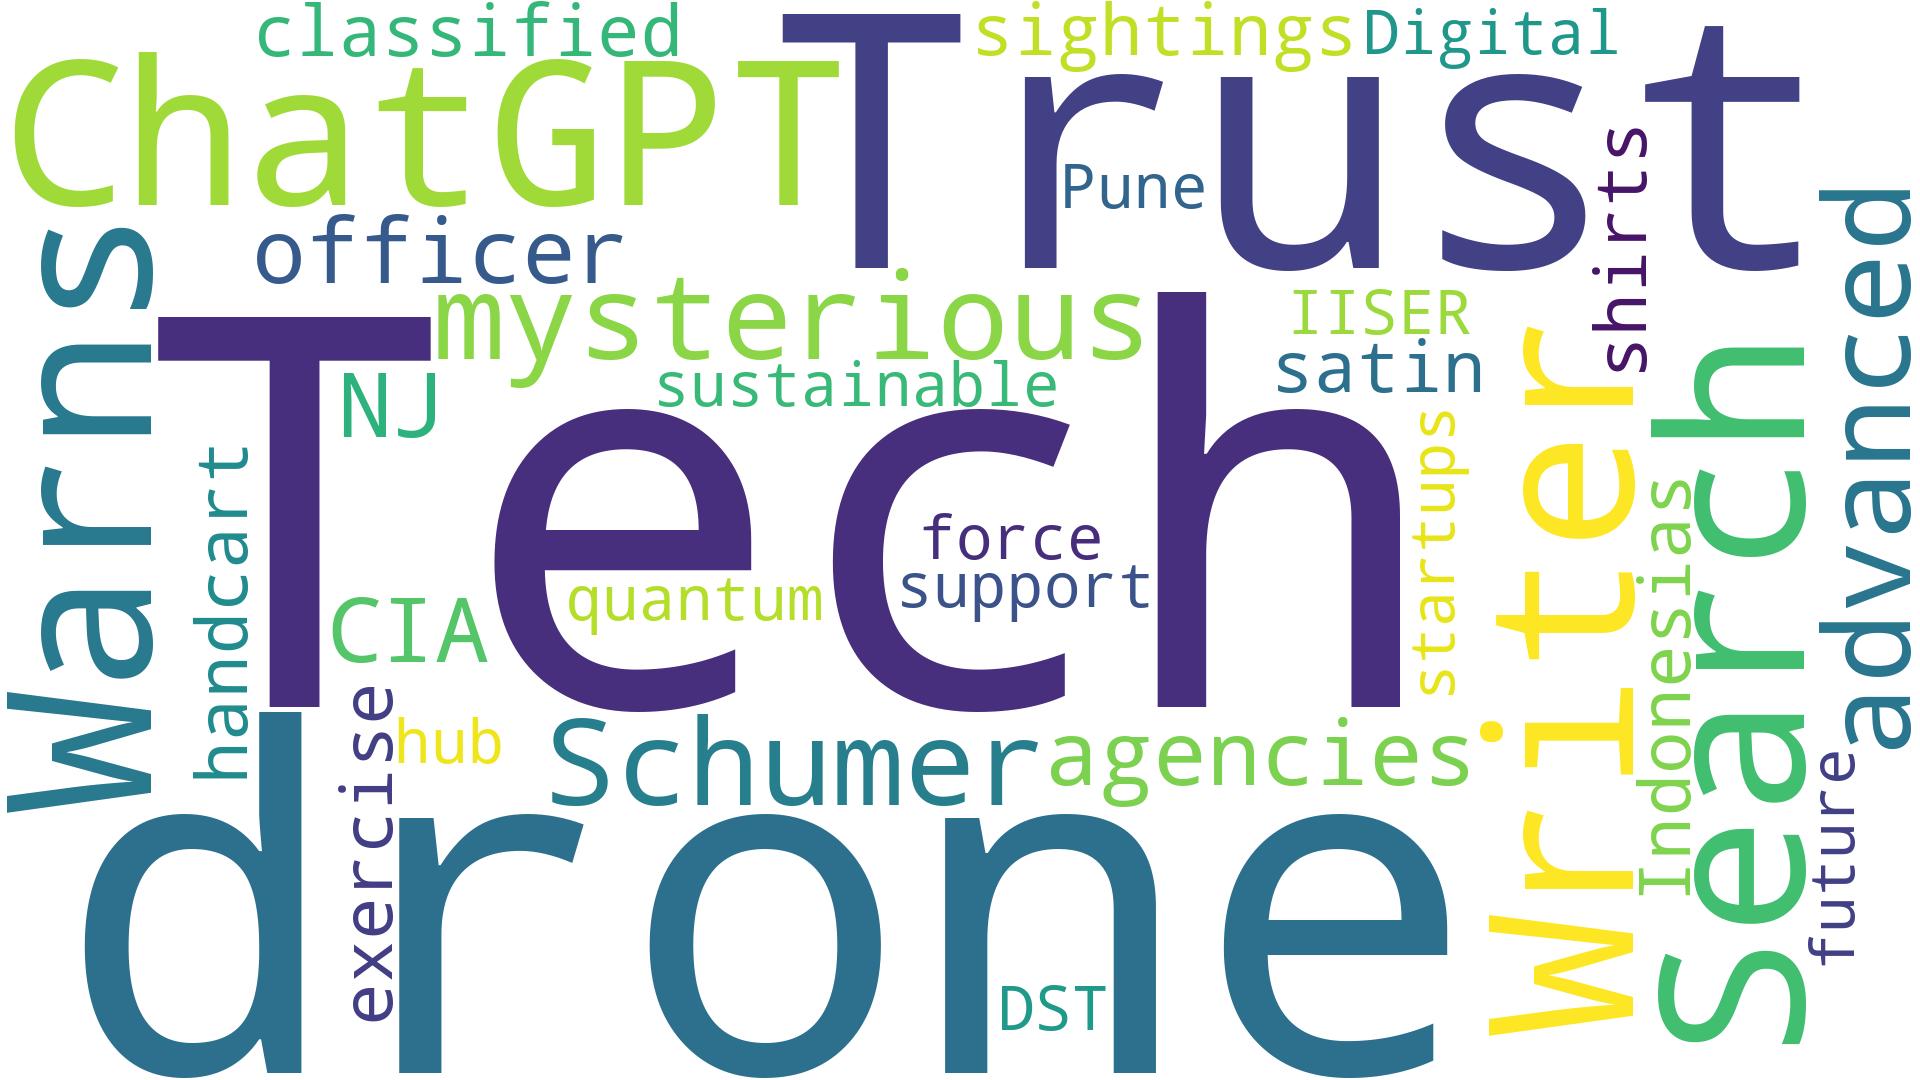 classified
sightings
Digital
ChatGPT
Trust
Pune
shirts
officer
Warns
mysterious
IISER
satin
advanced
NJ
sustainable
Tech
startups
writer
Search
handcart
force
support
quantum
CIA
Indonesias
exercise
hub
Schumer
agencies
future
drone
DST